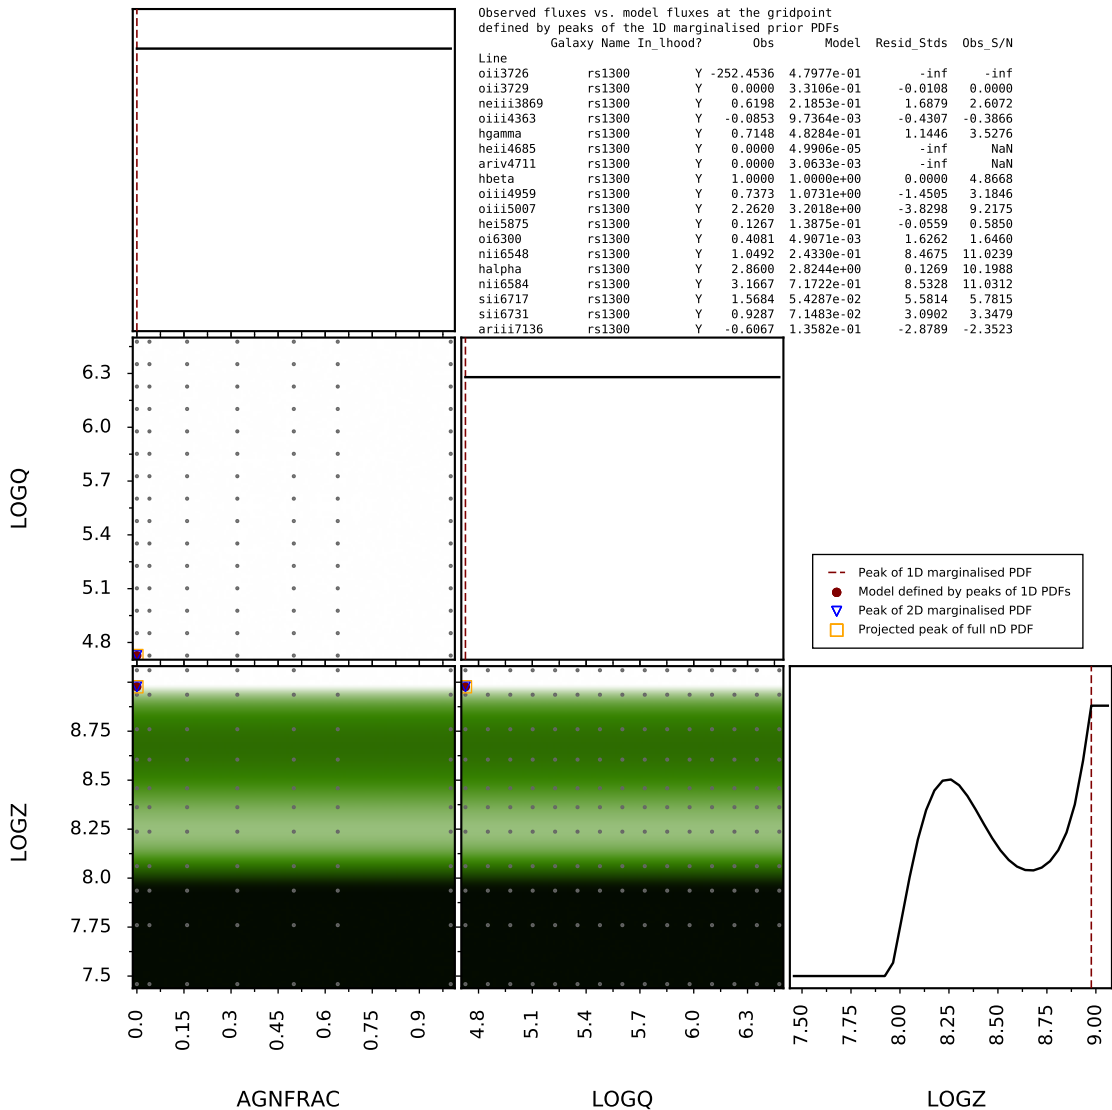 Observed fluxes vs. model fluxes at the gridpoint
defined by peaks of the 1D marginalised prior PDFs
Galaxy Name In_lhood? Obs Model Resid_Stds Obs_S/N
Line
oii3726 rs1300 Y -252.4536 4.7977e-01 -inf -inf
oii3729 rs1300 Y 0.0000 3.3106e-01 -0.0108 0.0000
neiii3869 rs1300 Y 0.6198 2.1853e-01 1.6879 2.6072
oiii4363 rs1300 Y -0.0853 9.7364e-03 -0.4307 -0.3866
hgamma rs1300 Y 0.7148 4.8284e-01 1.1446 3.5276
heii4685 rs1300 Y 0.0000 4.9906e-05 -inf NaN
ariv4711 rs1300 Y 0.0000 3.0633e-03 -inf NaN
hbeta rs1300 Y 1.0000 1.0000e+00 0.0000 4.8668
oiii4959 rs1300 Y 0.7373 1.0731e+00 -1.4505 3.1846
oiii5007 rs1300 Y 2.2620 3.2018e+00 -3.8298 9.2175
hei5875 rs1300 Y 0.1267 1.3875e-01 -0.0559 0.5850
oi6300 rs1300 Y 0.4081 4.9071e-03 1.6262 1.6460
nii6548 rs1300 Y 1.0492 2.4330e-01 8.4675 11.0239
halpha rs1300 Y 2.8600 2.8244e+00 0.1269 10.1988
nii6584 rs1300 Y 3.1667 7.1722e-01 8.5328 11.0312
sii6717 rs1300 Y 1.5684 5.4287e-02 5.5814 5.7815
sii6731 rs1300 Y 0.9287 7.1483e-02 3.0902 3.3479
ariii7136 rs1300 Y -0.6067 1.3582e-01 -2.8789 -2.3523
LOGQ
6.3
6.0
5.7
5.4
5.1
4.8
Peak of 1D marginalised PDF
Model defined by peaks of 1D PDFs
Peak of 2D marginalised PDF
Projected peak of full nD PDF
LOGZ
8.75
8.5
8.25
8.0
7.75
7.5
0.0 0.15 0.3 0.45 0.6 0.75 0.9
4.8 5.1 5.4 5.7 6.0 6.3
7.50 7.75 8.00 8.25 8.50 8.75 9.00
AGNFRAC LOGQ LOGZ